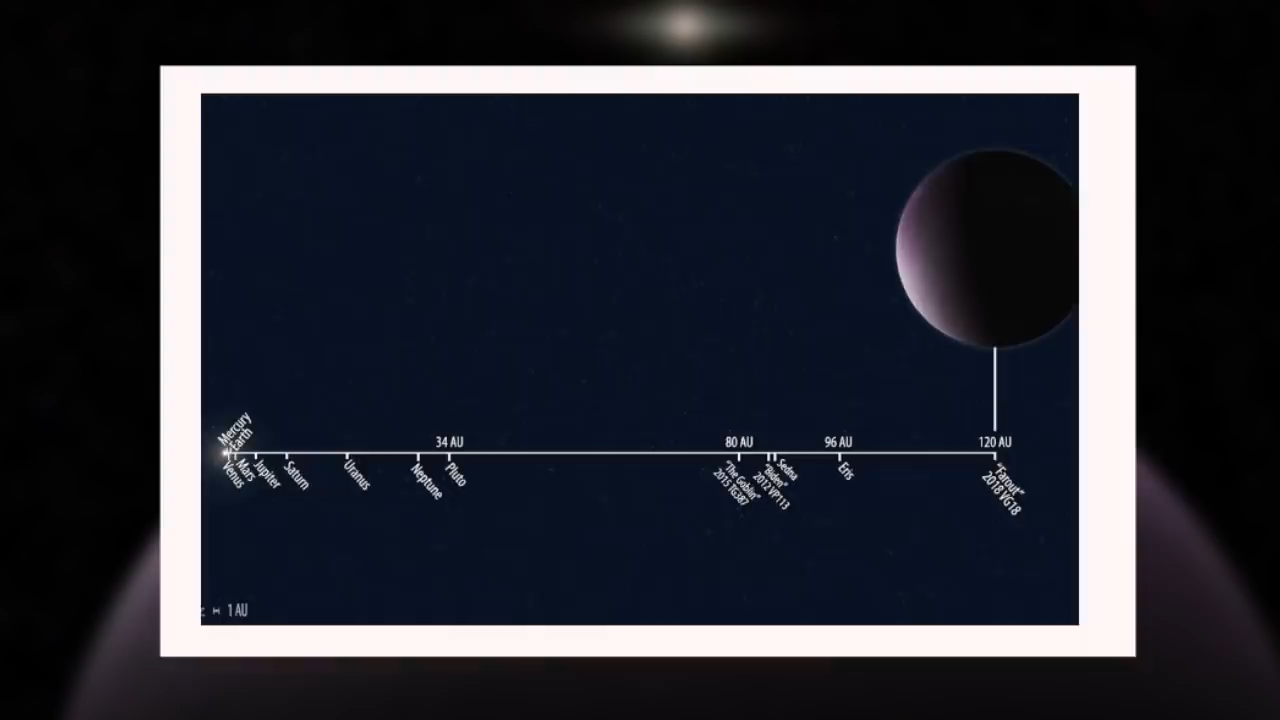 Mercury
Earth
Venus
Mars
Jupiter
Saturn
Uranus
Neptune
34 AU
Pluto
80 AU
"The Goblin"
2015 TG387
"Biden"
2012 VP113
Sedna
96 AU
Eris
120 AU
"Farout"
2018 VG18
1 AU